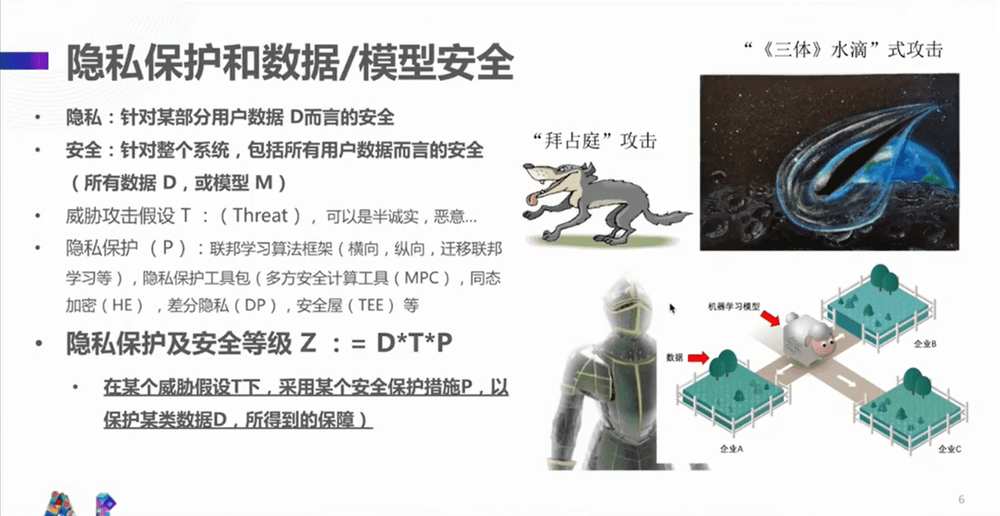 隐私保护和数据/模型安全
• 隐私：针对某部分用户数据 D而言的安全
• 安全：针对整个系统，包括所有用户数据而言的安全
（所有数据 D，或模型 M）
• 威胁攻击假设 T ：（Threat），可以是半诚实，恶意...
• 隐私保护 （P）：联邦学习算法框架（横向，纵向，迁移联邦
学习等），隐私保护工具包（多方安全计算工具（MPC），同态
加密（HE），差分隐私（DP），安全屋（TEE） 等
• 隐私保护及安全等级 Z ：= D*T*P
• 在某个威胁假设T下，采用某个安全保护措施P，以
保护某类数据D，所得到的保障）
“《三体》水滴”式攻击
“拜占庭”攻击
机器学习模型
数据
企业B
企业A
企业C
6